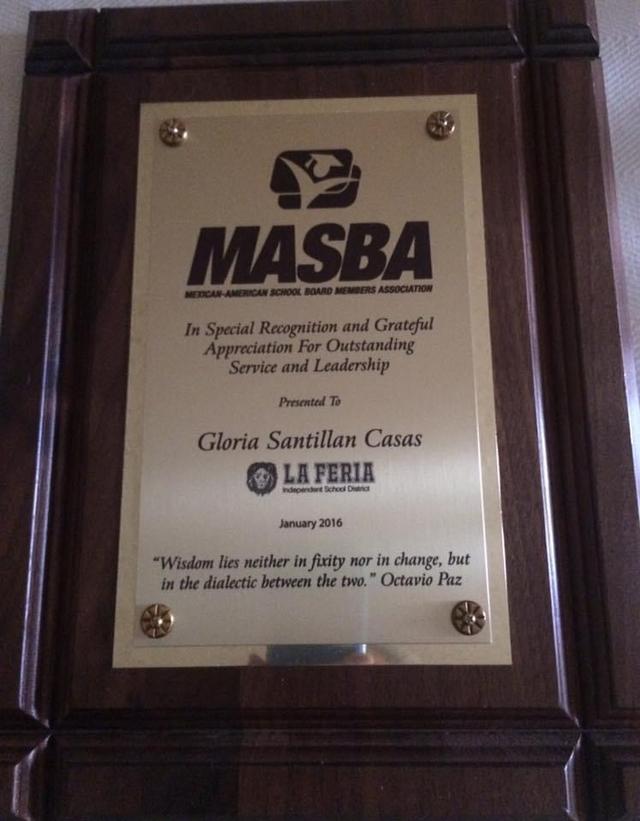 MASBA
MEXICAN-AMERICAN SCHOOL BOARD MEMBERS ASSOCIATION
In Special Recognition and Grateful
Appreciation For Outstanding
Service and Leadership
Presented To
Gloria Santillan Casas
LA FERIA
Independent School District
January 2016
“Wisdom lies neither in fixity nor in change, but
in the dialectic between the two.” Octavio Paz